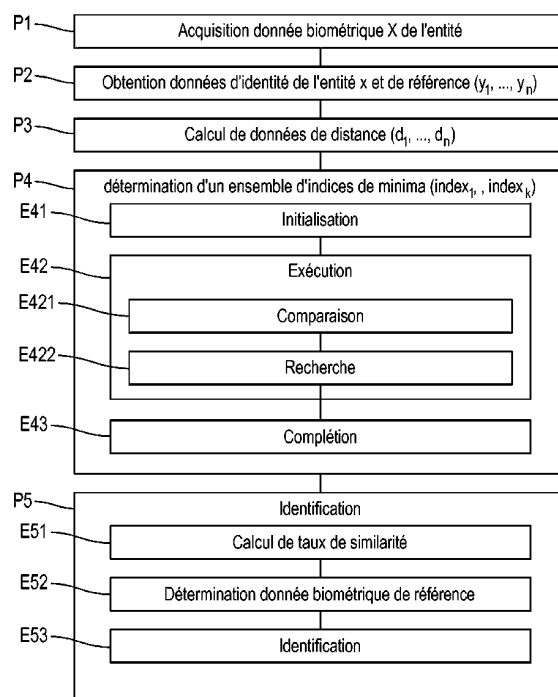 P1 Acquisition donnée biométrique X de l'entité
P2 Obtention données d'identité de l'entité x et de référence (y₁, ..., yₙ)
P3 Calcul de données de distance (d₁, ..., dₙ)
P4 détermination d'un ensemble d'indices de minima (index₁, , indexₖ)
E41 Initialisation
E42 Exécution
E421 Comparaison
E422 Recherche
E43 Complétion
P5 Identification
E51 Calcul de taux de similarité
E52 Détermination donnée biométrique de référence
E53 Identification